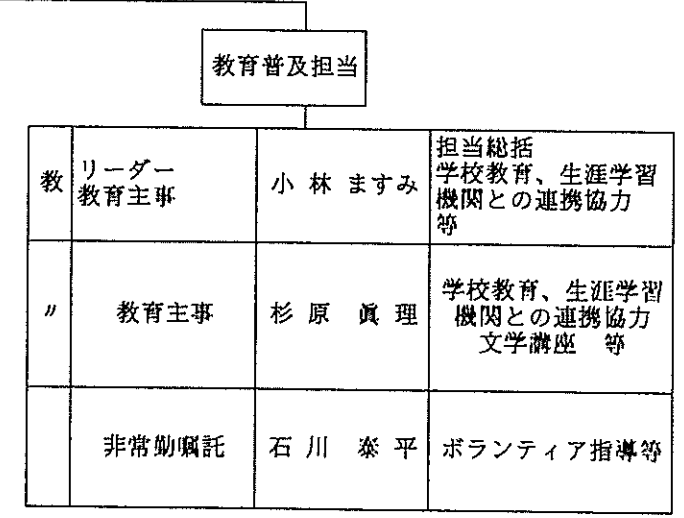 教育普及担当
教
リーダー
教育主事
小 林 ますみ
担当総括
学校教育、生涯学習
機関との連携協力
等
〃
教育主事
杉 原 眞 理
学校教育、生涯学習
機関との連携協力
文学講座 等
非常勤嘱託
石 川 泰 平
ボランティア指導等